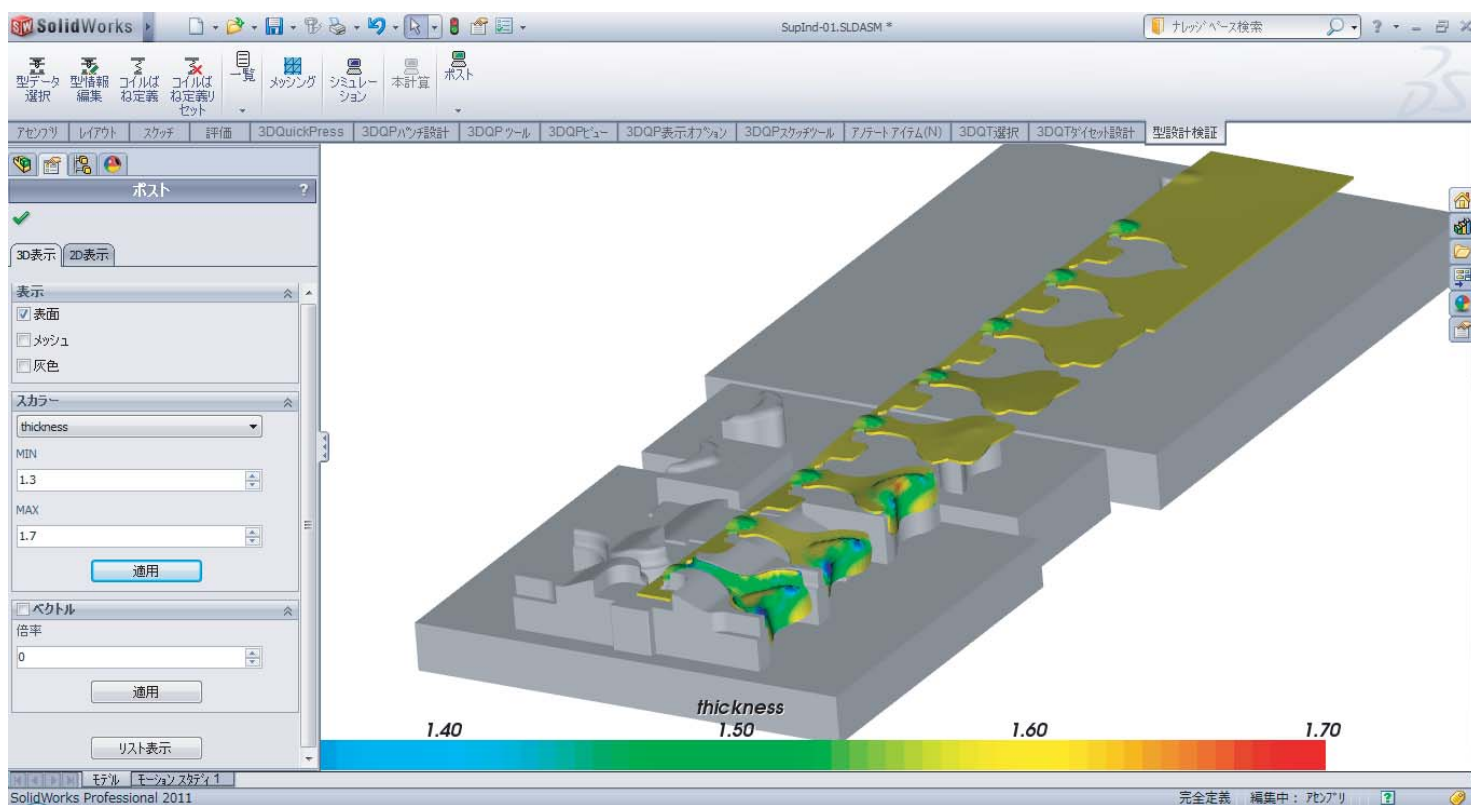 SolidWorks
SupInd-01.SLDASM *
ナレッジベース検索
?
型データ選択
型情報編集
コイルばね定義
コイルばね定義リセット
一覧
メッシング
シミュレーション
本計算
ポスト
アセンブリ
レイアウト
スケッチ
評価
3DQuickPress
3DQPパンチ設計
3DQPツール
3DQPビュー
3DQP表示オプション
3DQPスケッチツール
アノテートアイテム(N)
3DQT選択
3DQTダイセット設計
型設計検証
ポスト
?
3D表示
2D表示
表示
表面
メッシュ
灰色
スカラー
thickness
MIN
1.3
MAX
1.7
適用
ベクトル
倍率
0
適用
リスト表示
thickness
1.40 1.50 1.60 1.70
モデル
モーション スタディ 1
SolidWorks Professional 2011
完全定義
編集中: アセンブリ
?